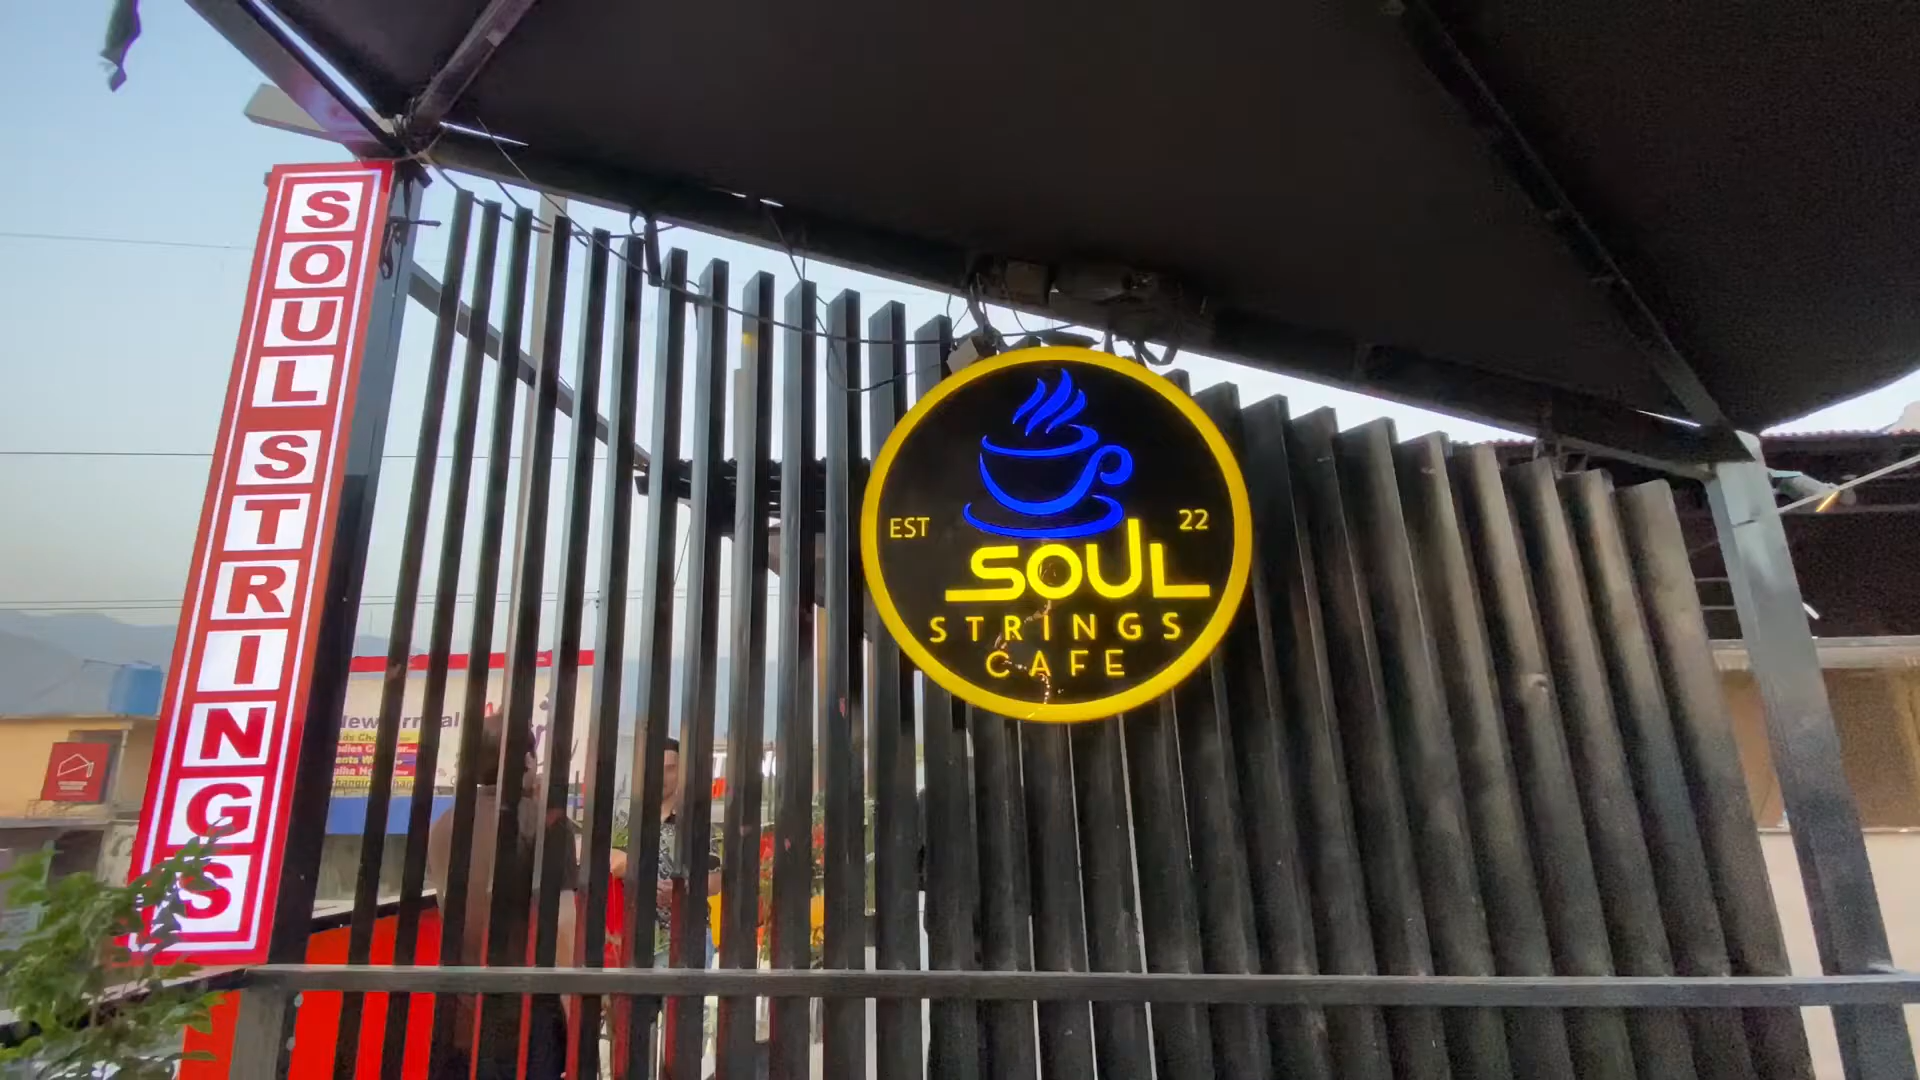 SOUL STRINGS
EST 22
SOUL
STRINGS
CAFE